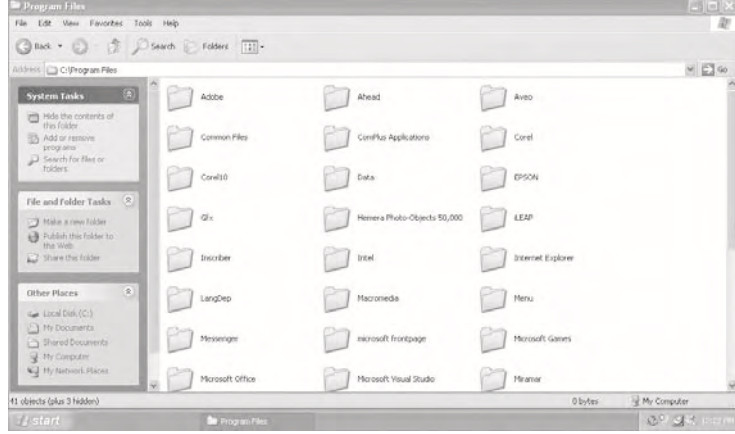 Program Files
File Edit View Favorites Tools Help
Back Search Folders
Address C:\Program Files Go
System Tasks
Hide the contents of
this folder
Add or remove
programs
Search for files or
folders
File and Folder Tasks
Make a new folder
Publish this folder to
the Web
Share this folder
Other Places
Local Disk (C:)
My Documents
Shared Documents
My Computer
My Network Places
Adobe Ahead Aveo
Common Files ComPlus Applications Corel
Corel10 Data EPSON
Gfx Hemera Photo-Objects 50,000 iLEAP
Inscriber Intel Internet Explorer
LangDep Macromedia Menu
Messenger microsoft frontpage Microsoft Games
Microsoft Office Microsoft Visual Studio Miramar
41 objects (plus 3 hidden) 0 bytes My Computer
start Program Files